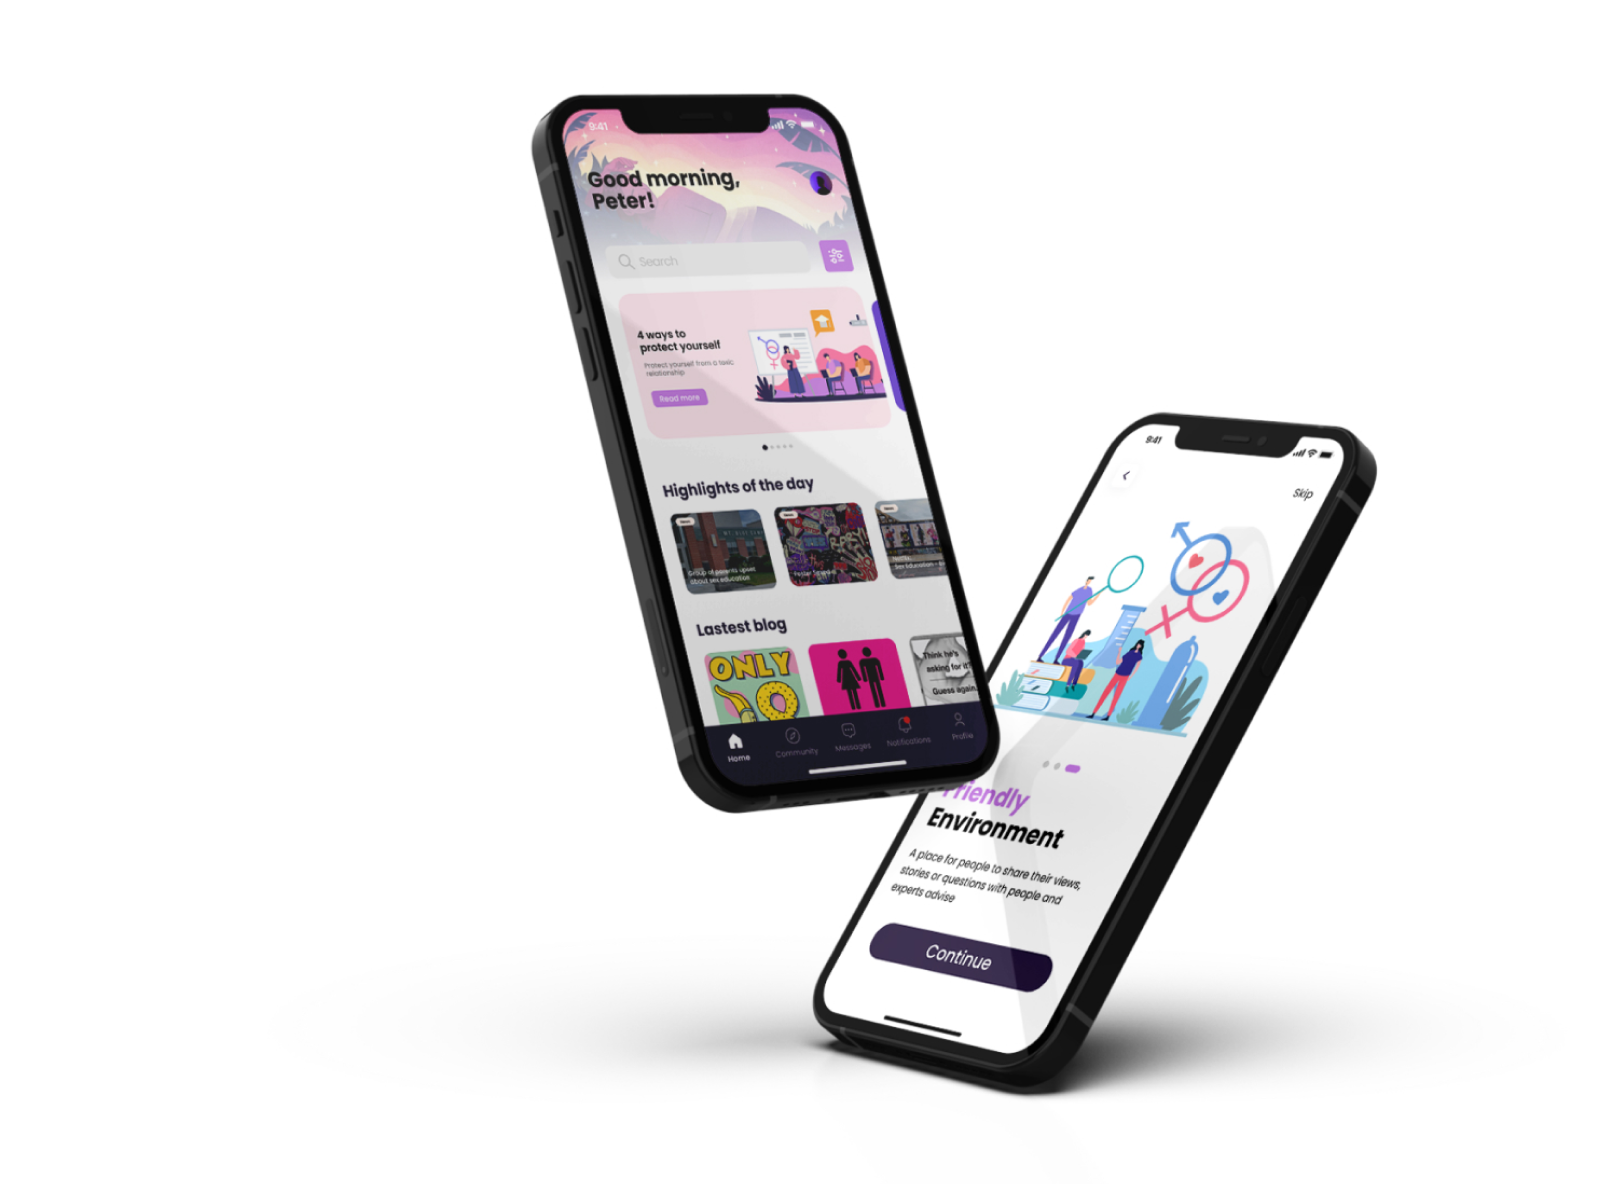 9:41
Good morning,
Peter!
Search
4 ways to
protect yourself
Protect yourself from a toxic
relationship
Read more
Highlights of the day
Group of parents upset
about sex education
Sex Education
Lastest blog
ONLY
Think he's
asking for it?
Guess again.
Home
Community
Messages
Notifications
Profile
9:41
Skip
Friendly
Environment
A place for people to share their views,
stories or questions with people and
experts advise
Continue